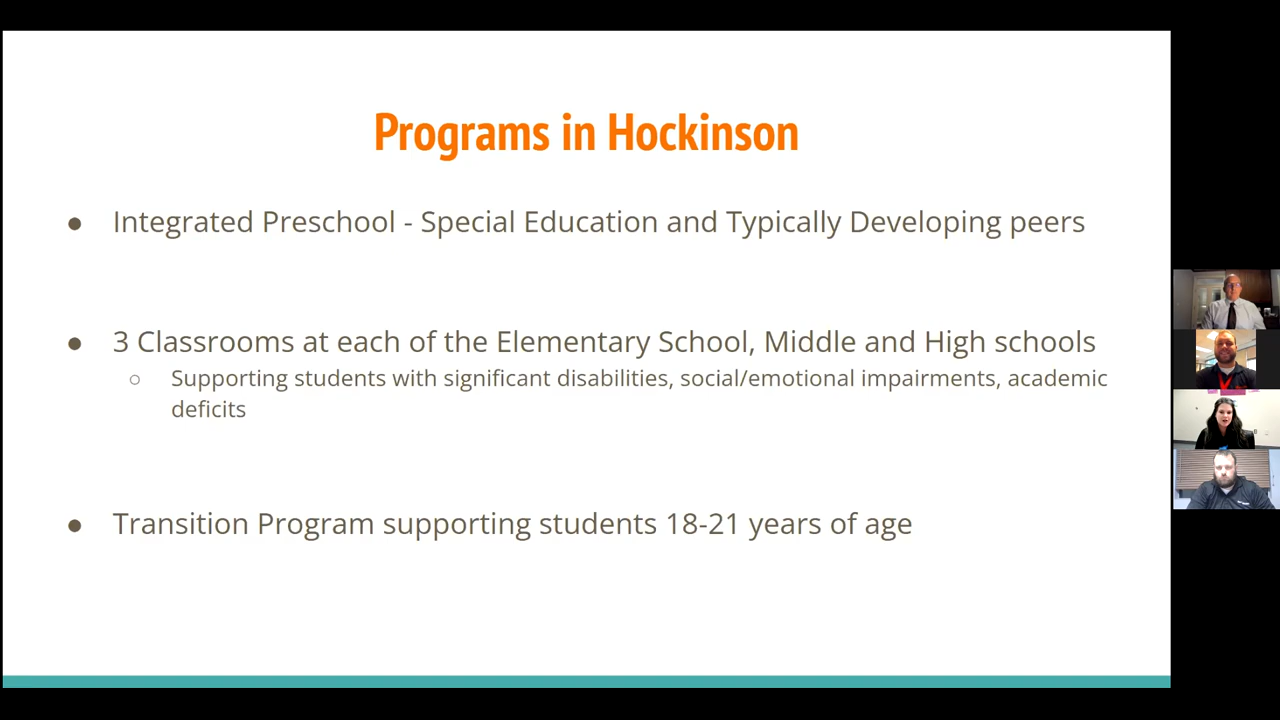 Programs in Hockinson
● Integrated Preschool - Special Education and Typically Developing peers
● 3 Classrooms at each of the Elementary School, Middle and High schools
○ Supporting students with significant disabilities, social/emotional impairments, academic
deficits
● Transition Program supporting students 18-21 years of age